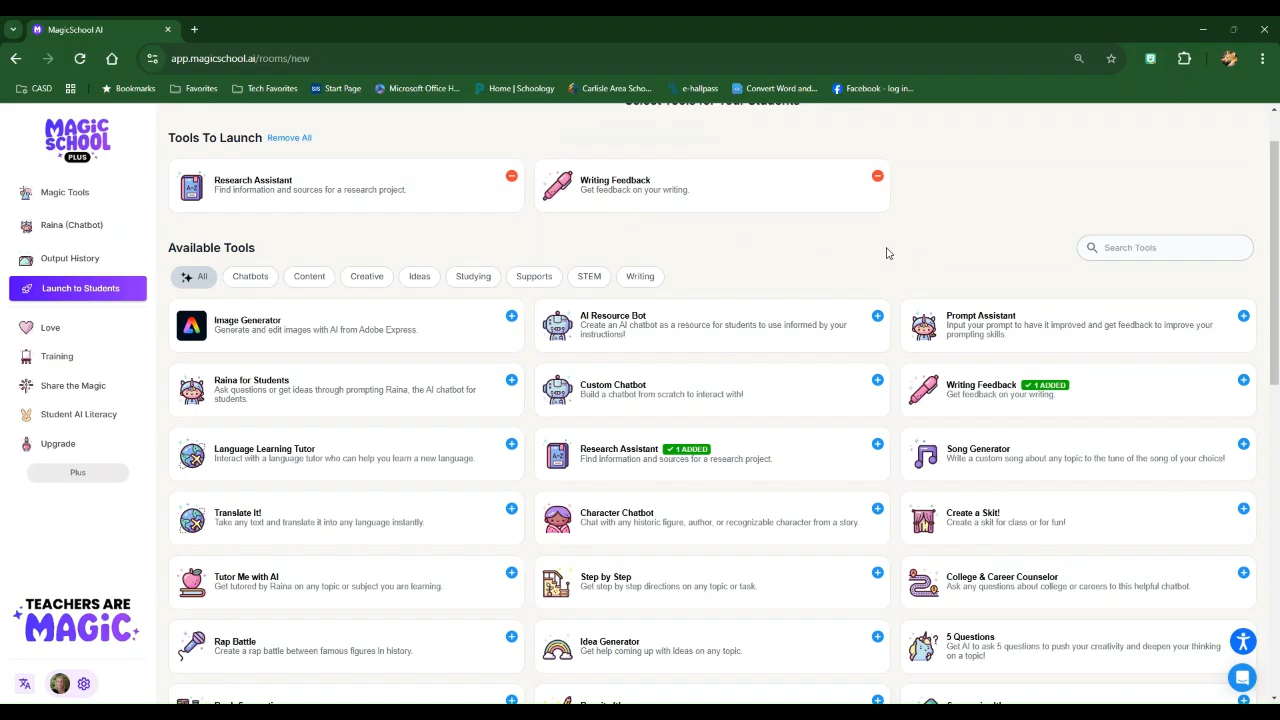 MagicSchool AI
app.magicschool.ai/rooms/new
CASD
Bookmarks
Favorites
Tech Favorites
Start Page
Microsoft Office H...
Home | Schoology
Carlisle Area Scho...
e-hallpass
Convert Word and...
Facebook - log in...
Select Tools for Your Students
MAGIC
SCHOOL
PLUS
Magic Tools
Raina (Chatbot)
Output History
Launch to Students
Love
Training
Share the Magic
Student AI Literacy
Upgrade
Plus
TEACHERS ARE
MAGiC
Tools To Launch Remove All
Research Assistant
Find information and sources for a research project.
Writing Feedback
Get feedback on your writing.
Available Tools
Search Tools
All
Chatbots
Content
Creative
Ideas
Studying
Supports
STEM
Writing
Image Generator
Generate and edit images with AI from Adobe Express.
AI Resource Bot
Create an AI chatbot as a resource for students to use informed by your
instructions!
Prompt Assistant
Input your prompt to have it improved and get feedback to improve your
prompting skills.
Raina for Students
Ask questions or get ideas through prompting Raina, the AI chatbot for
students.
Custom Chatbot
Build a chatbot from scratch to interact with!
Writing Feedback ✓ 1 ADDED
Get feedback on your writing.
Language Learning Tutor
Interact with a language tutor who can help you learn a new language.
Research Assistant ✓ 1 ADDED
Find information and sources for a research project.
Song Generator
Write a custom song about any topic to the tune of the song of your choice!
Translate It!
Take any text and translate it into any language instantly.
Character Chatbot
Chat with any historic figure, author, or recognizable character from a story.
Create a Skit!
Create a skit for class or for fun!
Tutor Me with AI
Get tutored by Raina on any topic or subject you are learning.
Step by Step
Get step by step directions on any topic or task.
College & Career Counselor
Ask any questions about college or careers to this helpful chatbot.
Rap Battle
Create a rap battle between famous figures in history.
Idea Generator
Get help coming up with Ideas on any topic.
5 Questions
Get AI to ask 5 questions to push your creativity and deepen your thinking
on a topic!